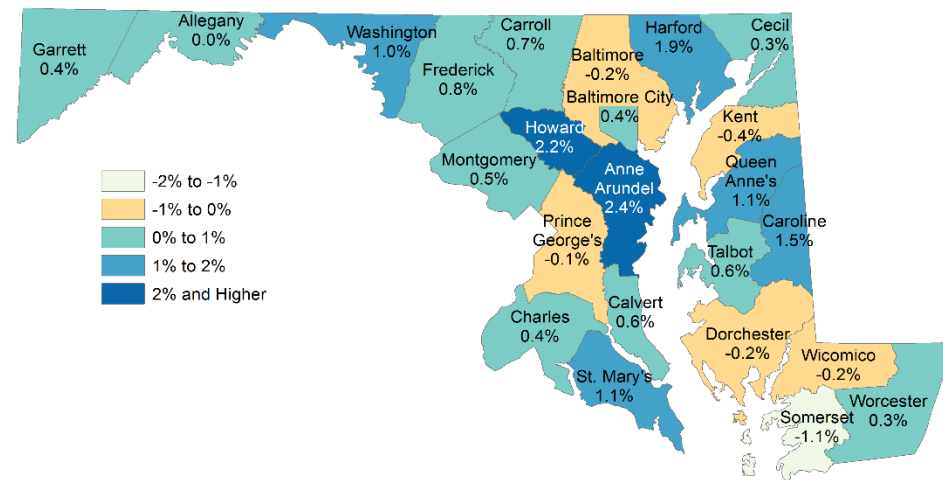 Allegany
0.0%
Garrett
0.4%
Washington
1.0%
Frederick
0.8%
Carroll
0.7%
Baltimore
-0.2%
Baltimore City
0.4%
Harford
1.9%
Cecil
0.3%
Howard
2.2%
Montgomery
0.5%
Anne
Arundel
2.4%
Kent
-0.4%
Queen
Anne's
1.1%
Caroline
1.5%
Talbot
0.6%
Prince
George's
-0.1%
Calvert
0.6%
Charles
0.4%
St. Mary's
1.1%
Dorchester
-0.2%
Wicomico
-0.2%
Somerset
-1.1%
Worcester
0.3%
-2% to -1%
-1% to 0%
0% to 1%
1% to 2%
2% and Higher